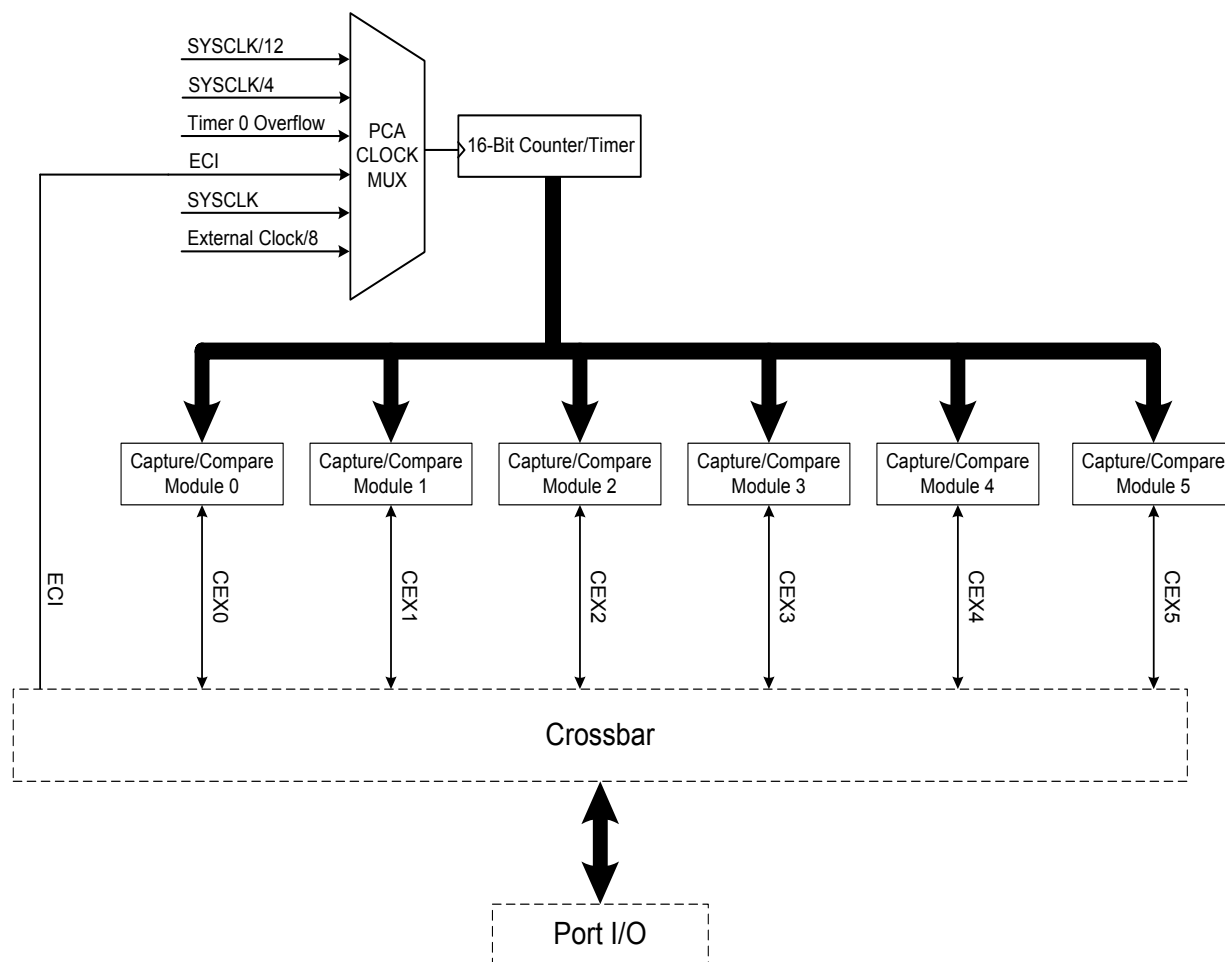 SYSCLK/12
SYSCLK/4
Timer 0 Overflow
ECI
SYSCLK
External Clock/8
PCA
CLOCK
MUX
16-Bit Counter/Timer
Capture/Compare
Module 0
Capture/Compare
Module 1
Capture/Compare
Module 2
Capture/Compare
Module 3
Capture/Compare
Module 4
Capture/Compare
Module 5
ECI
CEX0
CEX1
CEX2
CEX3
CEX4
CEX5
Crossbar
Port I/O